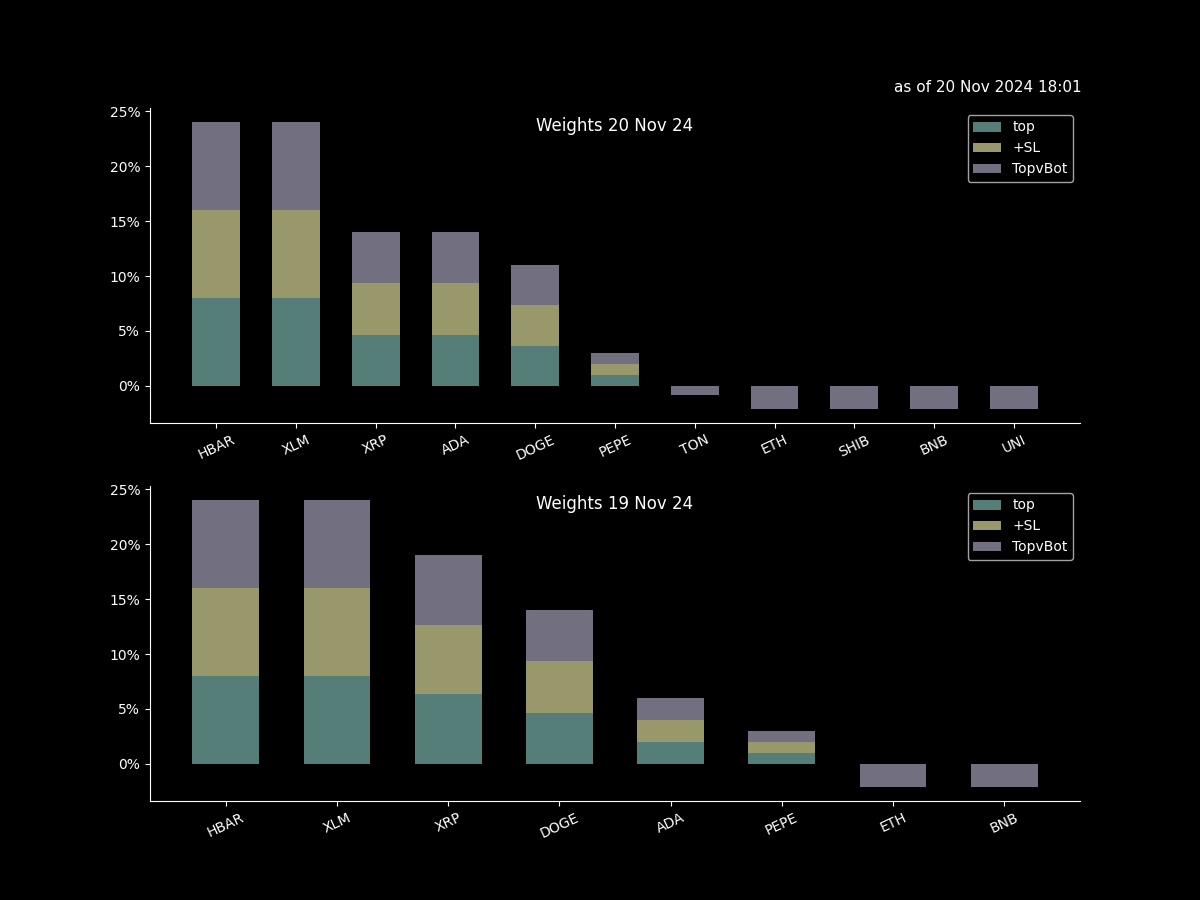 as of 20 Nov 2024 18:01
Weights 20 Nov 24
25%
20%
15%
10%
5%
0%
top
+SL
TopvBot
HBAR XLM XRP ADA DOGE PEPE TON ETH SHIB BNB UNI
Weights 19 Nov 24
25%
20%
15%
10%
5%
0%
top
+SL
TopvBot
HBAR XLM XRP DOGE ADA PEPE ETH BNB